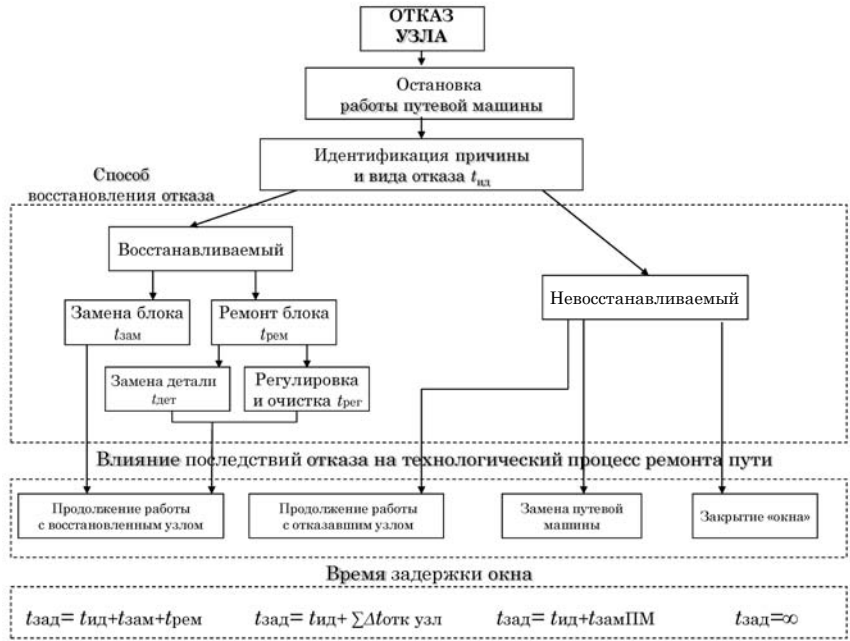 ОТКАЗ
УЗЛА
Остановка
работы путевой машины
Идентификация причины
и вида отказа tид
Способ
восстановления отказа
Восстанавливаемый
Невосстанавливаемый
Замена блока
tзам
Ремонт блока
tрем
Замена детали
tдет
Регулировка
и очистка tрег
Влияние последствий отказа на технологический процесс ремонта пути
Продолжение работы
с восстановленным узлом
Продолжение работы
с отказавшим узлом
Замена путевой
машины
Закрытие «окна»
Время задержки окна
tзад= tид+tзам+tрем
tзад= tид+ ∑Δtотк узл
tзад= tид+tзамПМ
tзад=∞